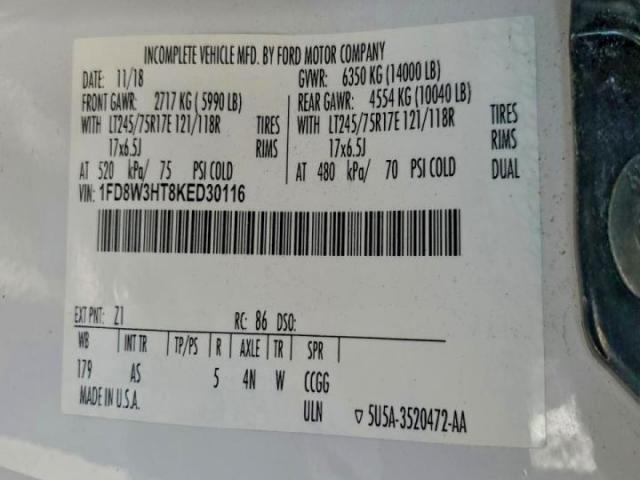 INCOMPLETE VEHICLE MFD. BY FORD MOTOR COMPANY
DATE: 11/18 GVWR: 6350 KG (14000 LB)
FRONT GAWR: 2717 KG ( 5990 LB) REAR GAWR: 4554 KG (10040 LB)
WITH LT245/75R17E 121/118R TIRES WITH LT245/75R17E 121/118R TIRES
17x6.5J RIMS 17x6.5J RIMS
AT 520 kPa/ 75 PSI COLD AT 480 kPa/ 70 PSI COLD DUAL
VIN: 1FD8W3HT8KED30116
EXT PNT: Z1 RC: 86 DSO:
WB INT TR TP/PS R AXLE TR SPR
179 AS 5 4N W CCGG
MADE IN U.S.A. ULN ▽ 5U5A-3520472-AA